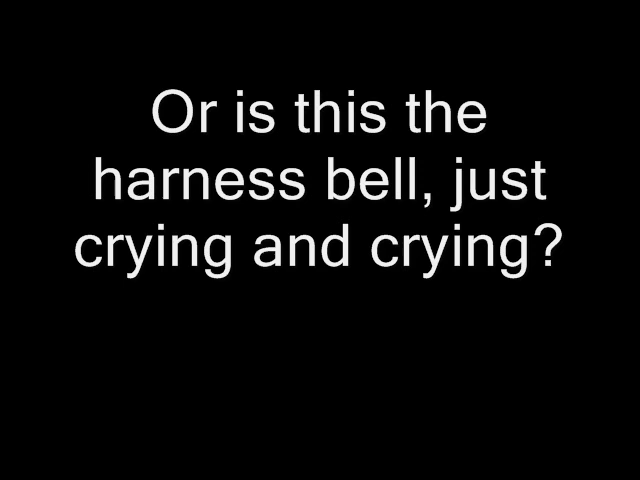 Or is this the
harness bell, just
crying and crying?